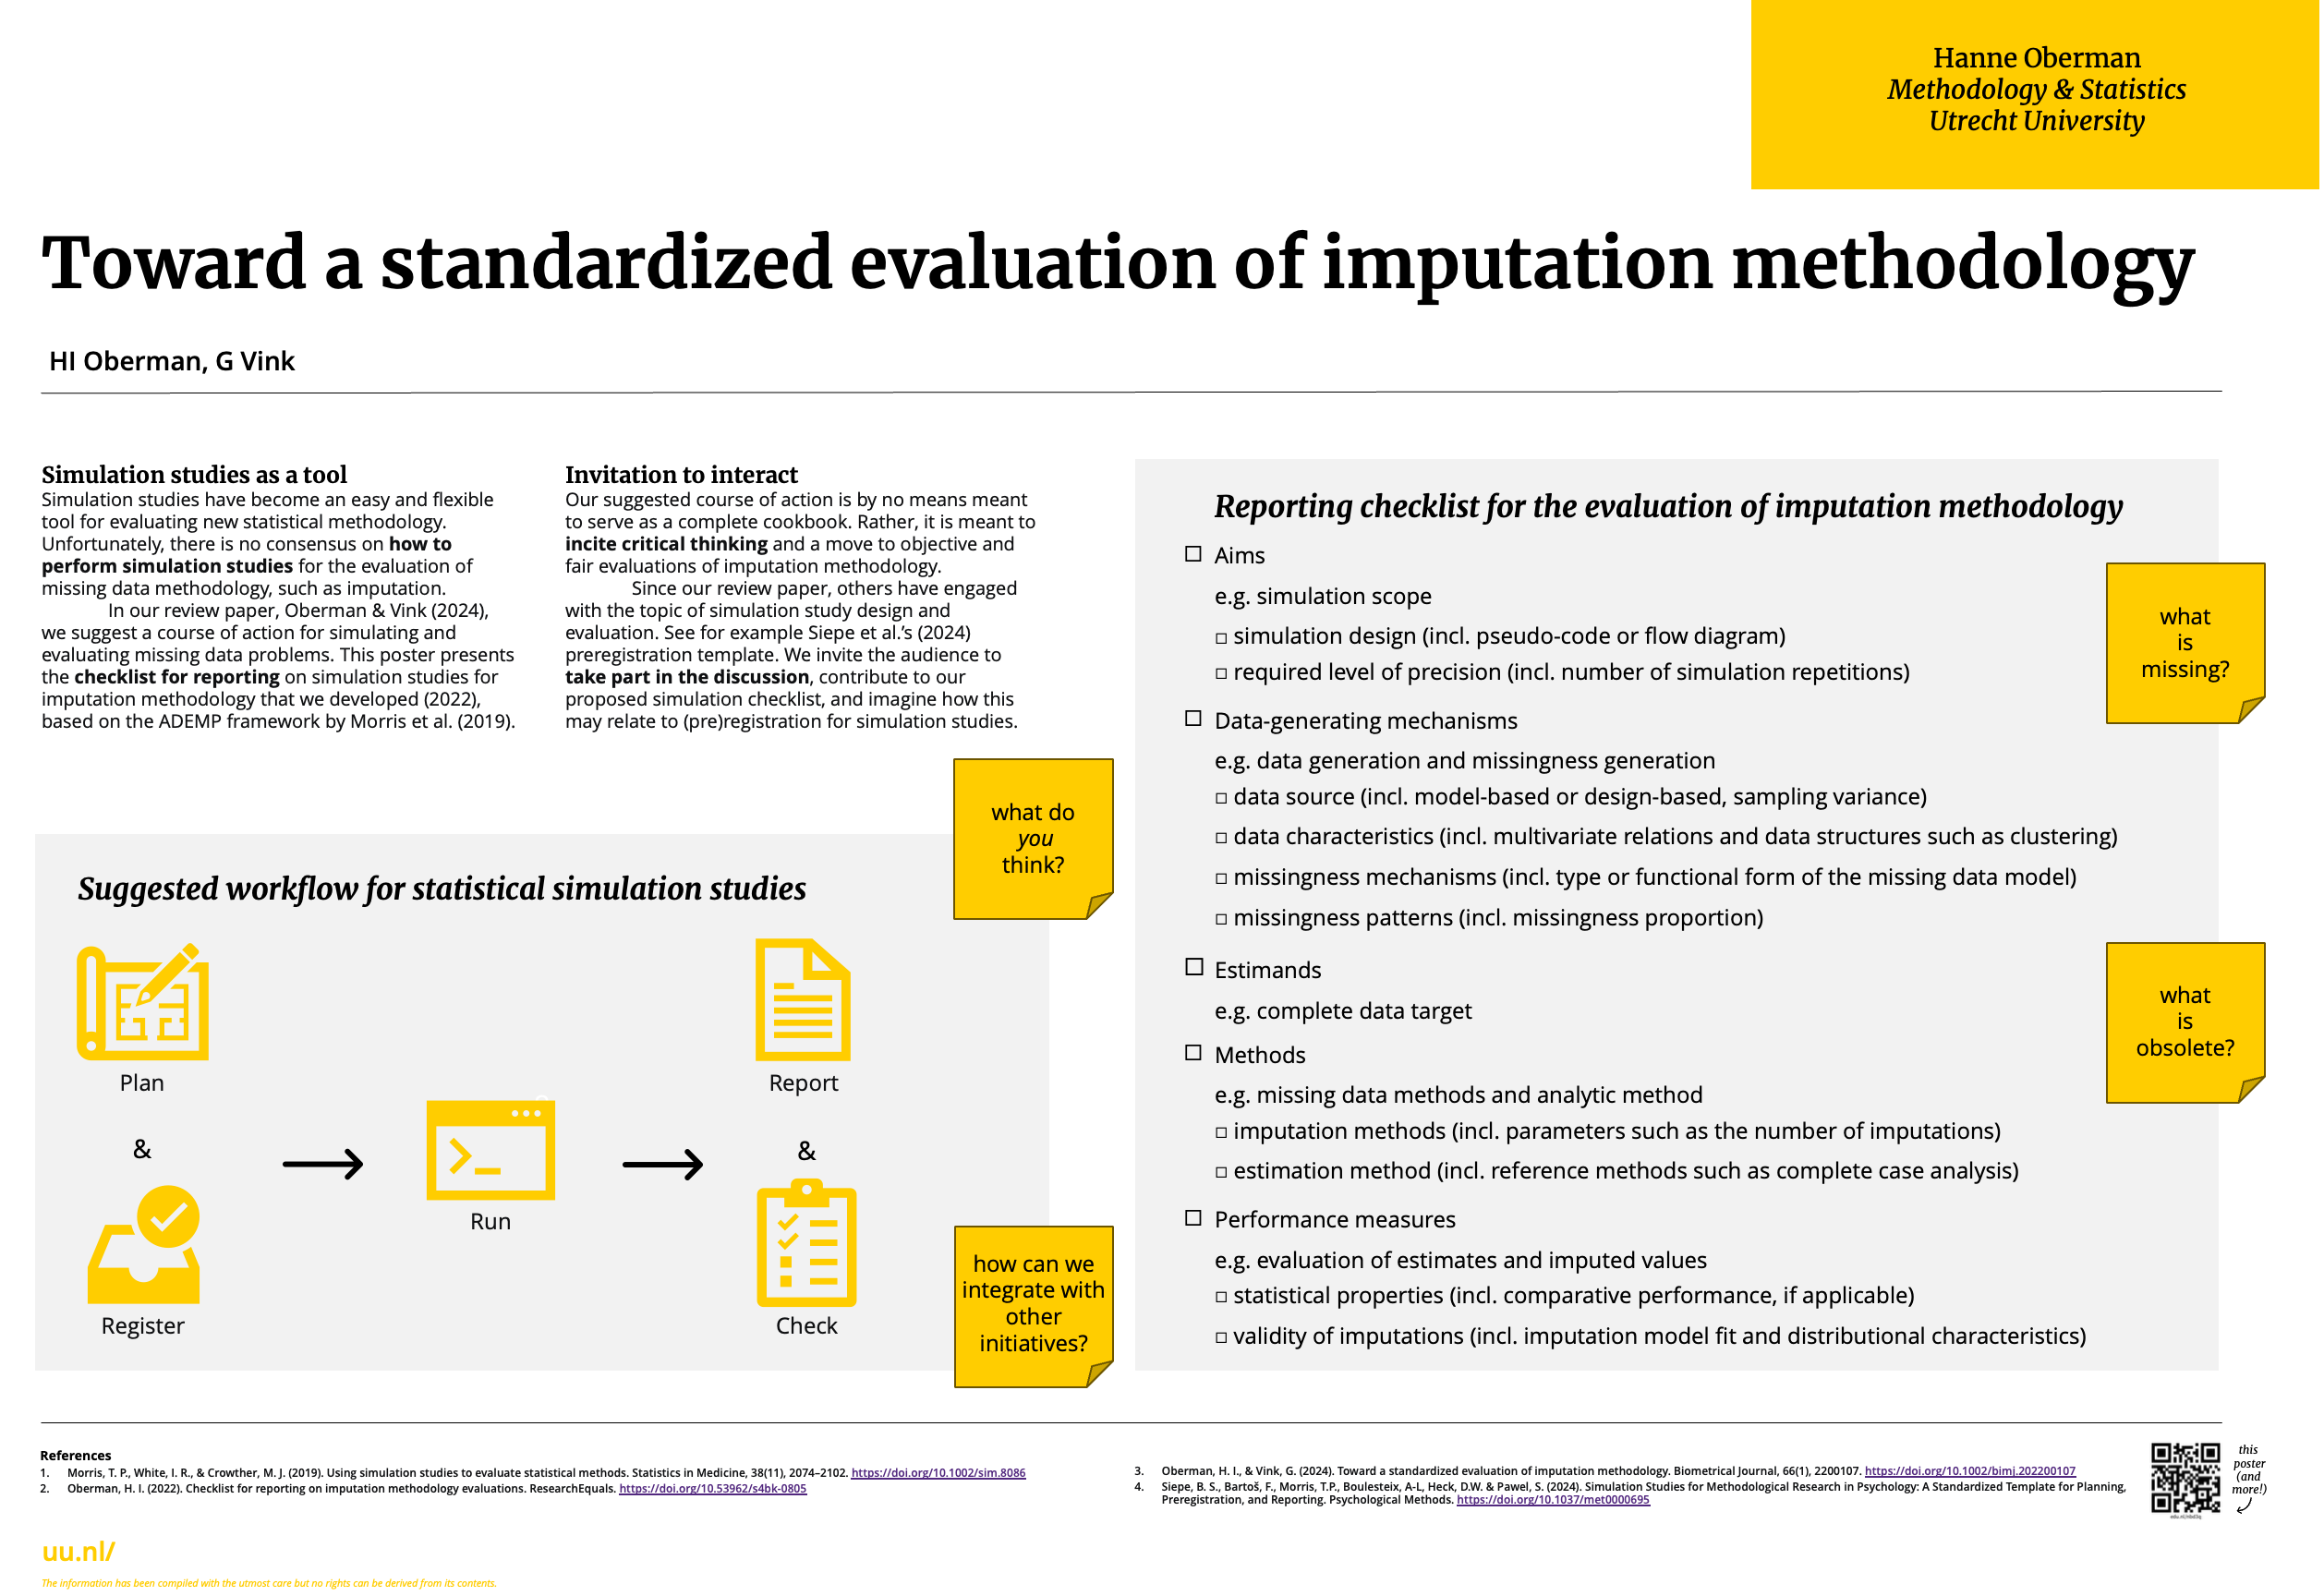 Hanne Oberman
Methodology & Statistics
Utrecht University
Toward a standardized evaluation of imputation methodology
HI Oberman, G Vink
Simulation studies as a tool
Simulation studies have become an easy and flexible
tool for evaluating new statistical methodology.
Unfortunately, there is no consensus on how to
perform simulation studies for the evaluation of
missing data methodology, such as imputation.
In our review paper, Oberman & Vink (2024),
we suggest a course of action for simulating and
evaluating missing data problems. This poster presents
the checklist for reporting on simulation studies for
imputation methodology that we developed (2022),
based on the ADEMP framework by Morris et al. (2019).
Invitation to interact
Our suggested course of action is by no means meant
to serve as a complete cookbook. Rather, it is meant to
incite critical thinking and a move to objective and
fair evaluations of imputation methodology.
Since our review paper, others have engaged
with the topic of simulation study design and
evaluation. See for example Siepe et al.'s (2024)
preregistration template. We invite the audience to
take part in the discussion, contribute to our
proposed simulation checklist, and imagine how this
may relate to (pre)registration for simulation studies.
what do
you
think?
Suggested workflow for statistical simulation studies
Plan
&
Register
Run
Report
&
Check
how can we
integrate with
other
initiatives?
Reporting checklist for the evaluation of imputation methodology
☐ Aims
e.g. simulation scope
☐ simulation design (incl. pseudo-code or flow diagram)
☐ required level of precision (incl. number of simulation repetitions)
☐ Data-generating mechanisms
e.g. data generation and missingness generation
☐ data source (incl. model-based or design-based, sampling variance)
☐ data characteristics (incl. multivariate relations and data structures such as clustering)
☐ missingness mechanisms (incl. type or functional form of the missing data model)
☐ missingness patterns (incl. missingness proportion)
☐ Estimands
e.g. complete data target
☐ Methods
e.g. missing data methods and analytic method
☐ imputation methods (incl. parameters such as the number of imputations)
☐ estimation method (incl. reference methods such as complete case analysis)
☐ Performance measures
e.g. evaluation of estimates and imputed values
☐ statistical properties (incl. comparative performance, if applicable)
☐ validity of imputations (incl. imputation model fit and distributional characteristics)
what
is
missing?
what
is
obsolete?
References
1. Morris, T. P., White, I. R., & Crowther, M. J. (2019). Using simulation studies to evaluate statistical methods. Statistics in Medicine, 38(11), 2074–2102. https://doi.org/10.1002/sim.8086
2. Oberman, H. I. (2022). Checklist for reporting on imputation methodology evaluations. ResearchEquals. https://doi.org/10.53962/s4bk-0805
3. Oberman, H. I., & Vink, G. (2024). Toward a standardized evaluation of imputation methodology. Biometrical Journal, 66(1), 2200107. https://doi.org/10.1002/bimj.202200107
4. Siepe, B. S., Bartoš, F., Morris, T.P., Boulesteix, A-L, Heck, D.W. & Pawel, S. (2024). Simulation Studies for Methodological Research in Psychology: A Standardized Template for Planning,
Preregistration, and Reporting. Psychological Methods. https://doi.org/10.1037/met0000695
this
poster
(and
more!)
uu.nl/
The information has been compiled with the utmost care but no rights can be derived from its contents.